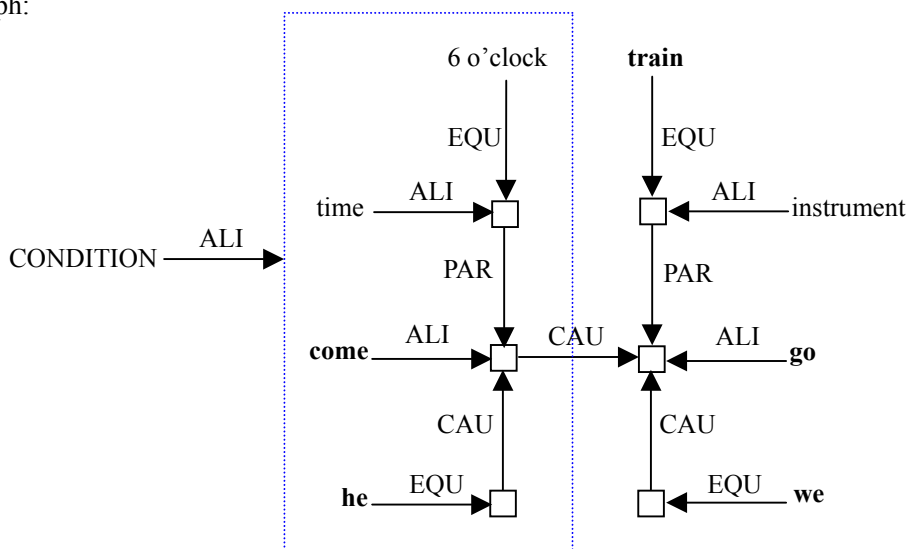 ph:
6 o’clock train
EQU EQU
time ALI ALI instrument
CONDITION ALI
PAR PAR
come ALI CAU ALI go
CAU CAU
he EQU EQU we